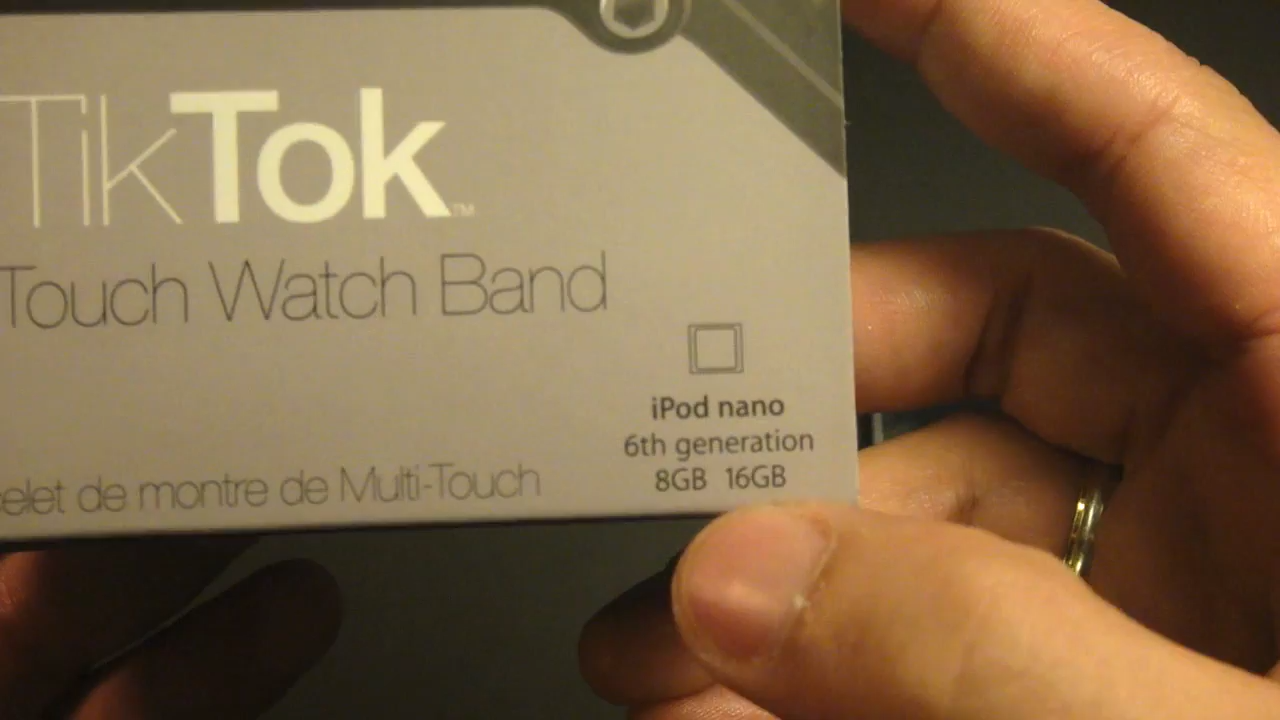 TikTok™
Touch Watch Band
iPod nano
6th generation
8GB 16GB
elet de montre de Multi-Touch